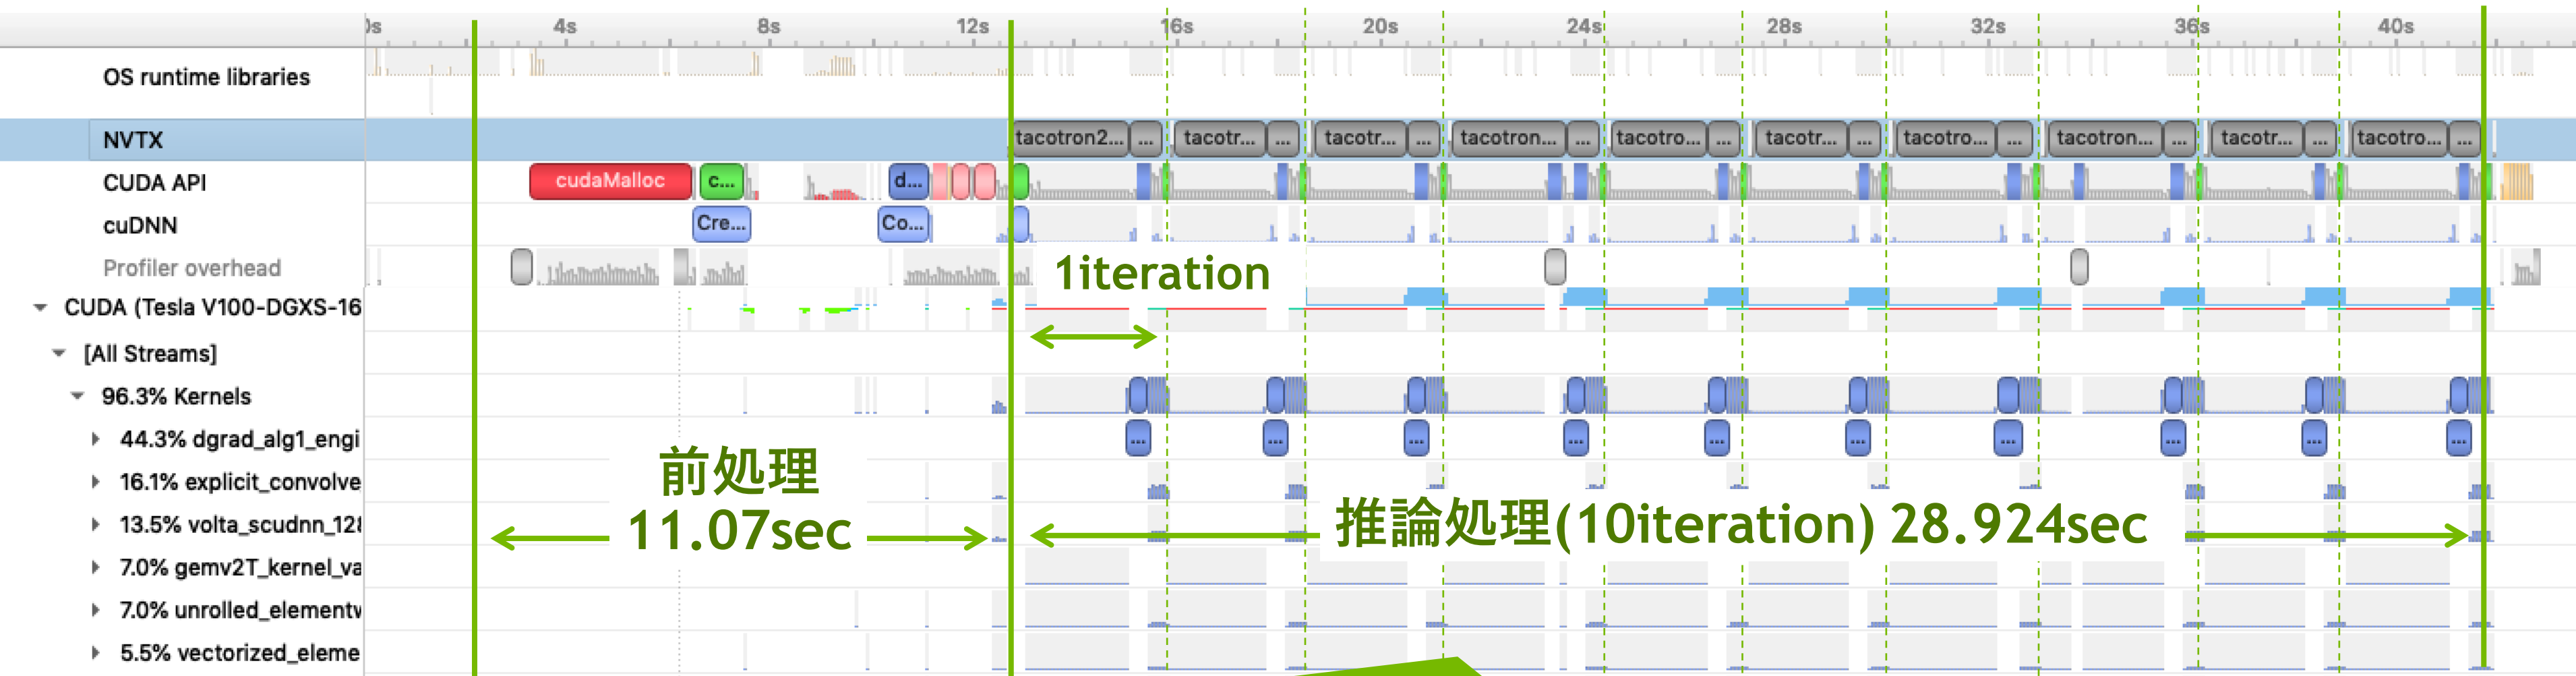 0s 4s 8s 12s 16s 20s 24s 28s 32s 36s 40s
OS runtime libraries
NVTX
tacotron2... ... tacotr... ... tacotr... ... tacotron... ... tacotro... ... tacotr... ... tacotro... ... tacotron... ... tacotr... ... tacotro... ...
CUDA API
cudaMalloc c... d...
cuDNN
Cre... Co...
Profiler overhead
1iteration
CUDA (Tesla V100-DGXS-16
[All Streams]
96.3% Kernels
44.3% dgrad_alg1_engi
... ... ... ... ... ... ... ... ... ...
16.1% explicit_convolve
13.5% volta_scudnn_128
7.0% gemv2T_kernel_va
7.0% unrolled_elementw
5.5% vectorized_eleme
前処理
11.07sec
推論処理(10iteration) 28.924sec